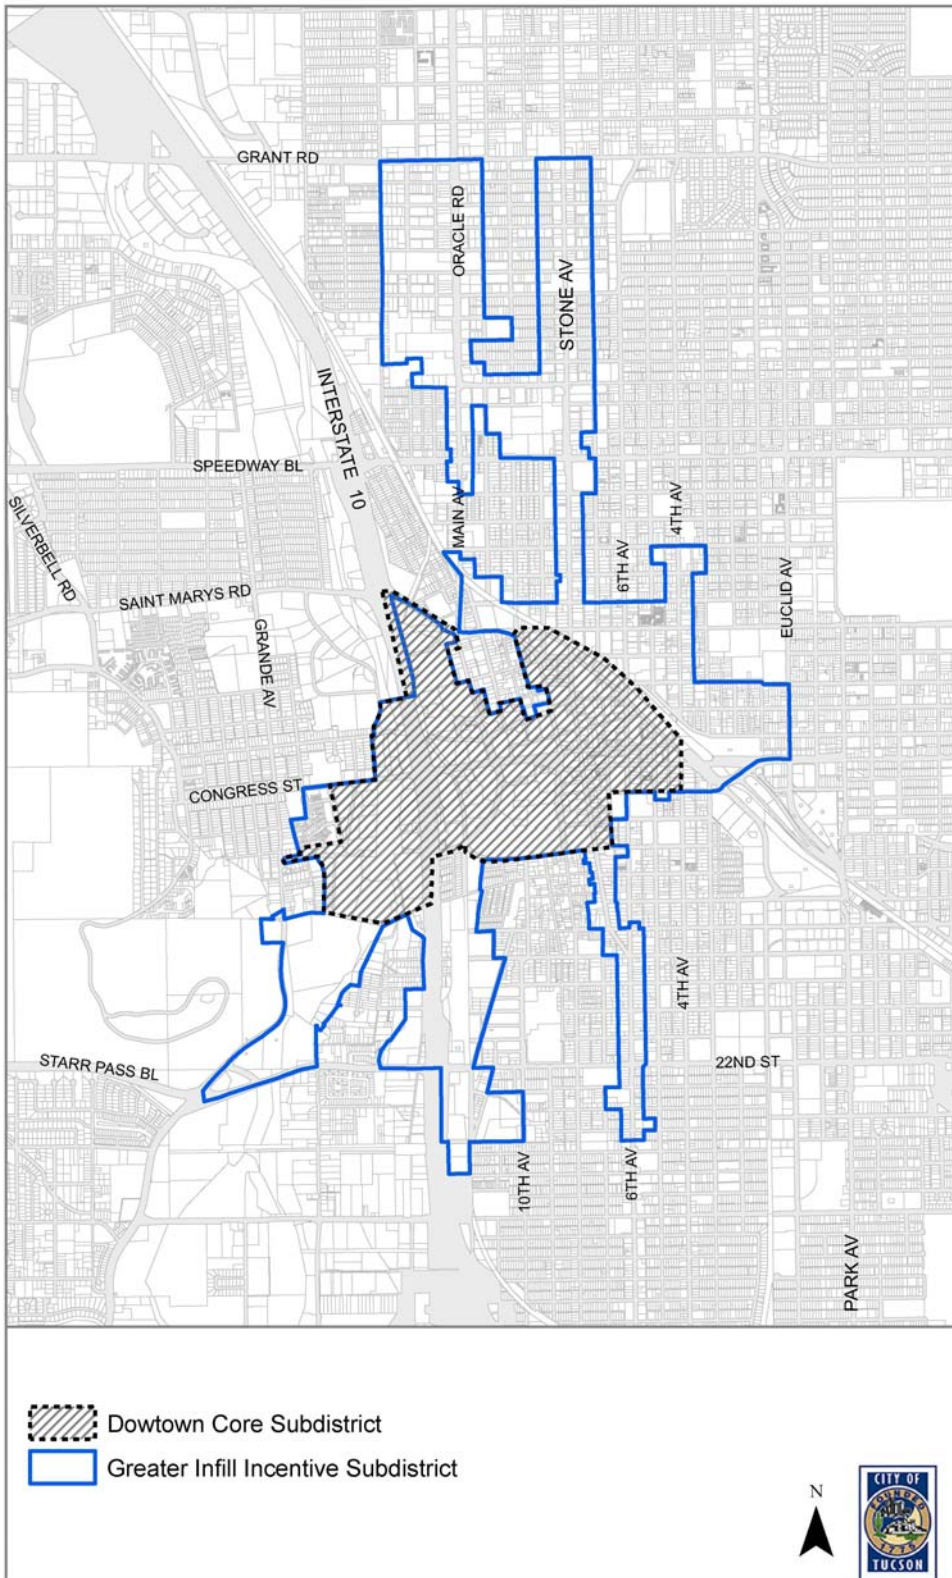 GRANT RD
ORACLE RD
STONE AV
INTERSTATE 10
SPEEDWAY BL
SILVERBELL RD
MAIN AV
4TH AV
6TH AV
EUCLID AV
SAINT MARYS RD
GRANDE AV
CONGRESS ST
4TH AV
STARR PASS BL
22ND ST
10TH AV
6TH AV
PARK AV
Dowtown Core Subdistrict
Greater Infill Incentive Subdistrict
N
CITY OF
FOUNDED
1775
TUCSON